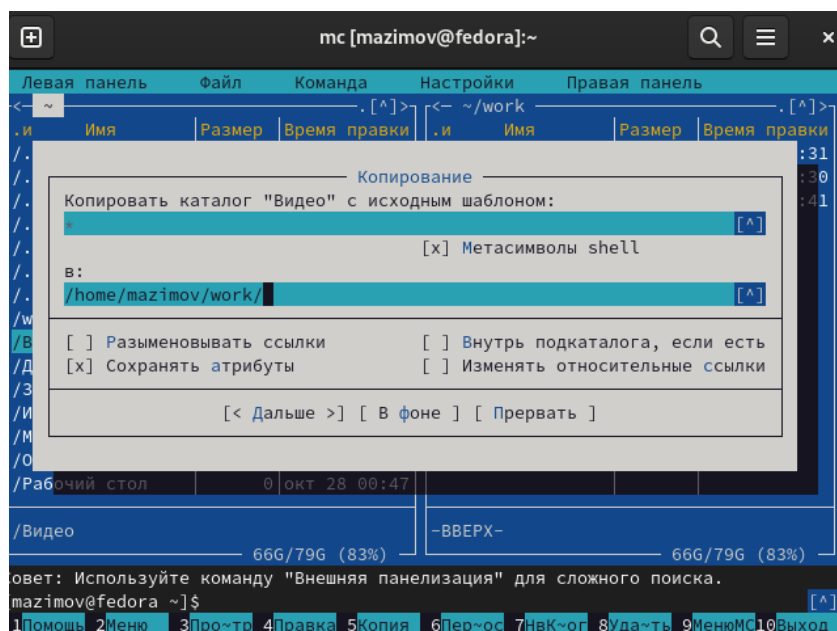 mc [mazimov@fedora]:~
Левая панель Файл Команда Настройки Правая панель
<— ~ .[^]> <— ~/work .[^]>
.и Имя Размер Время правки .и Имя Размер Время правки
/. :31
/. :30
/. :41
/.
/.
/.
/.
Копирование
Копировать каталог "Видео" с исходным шаблоном:
* [^]
[x] Метасимволы shell
в:
/home/mazimov/work/ [^]
[ ] Разыменовывать ссылки [ ] Внутрь подкаталога, если есть
[x] Сохранять атрибуты [ ] Изменять относительные ссылки
[< Дальше >] [ В фоне ] [ Прервать ]
/w
/В
/Д
/З
/И
/М
/О
/Рабочий стол 0 окт 28 00:47
/Видео -ВВЕРХ-
66G/79G (83%) 66G/79G (83%)
овет: Используйте команду "Внешняя панелизация" для сложного поиска.
mazimov@fedora ~]$ [^]
1Помощь 2Меню 3Про~тр 4Правка 5Копия 6Пер~ос 7НвК~ог 8Уда~ть 9МенюMC 10Выход